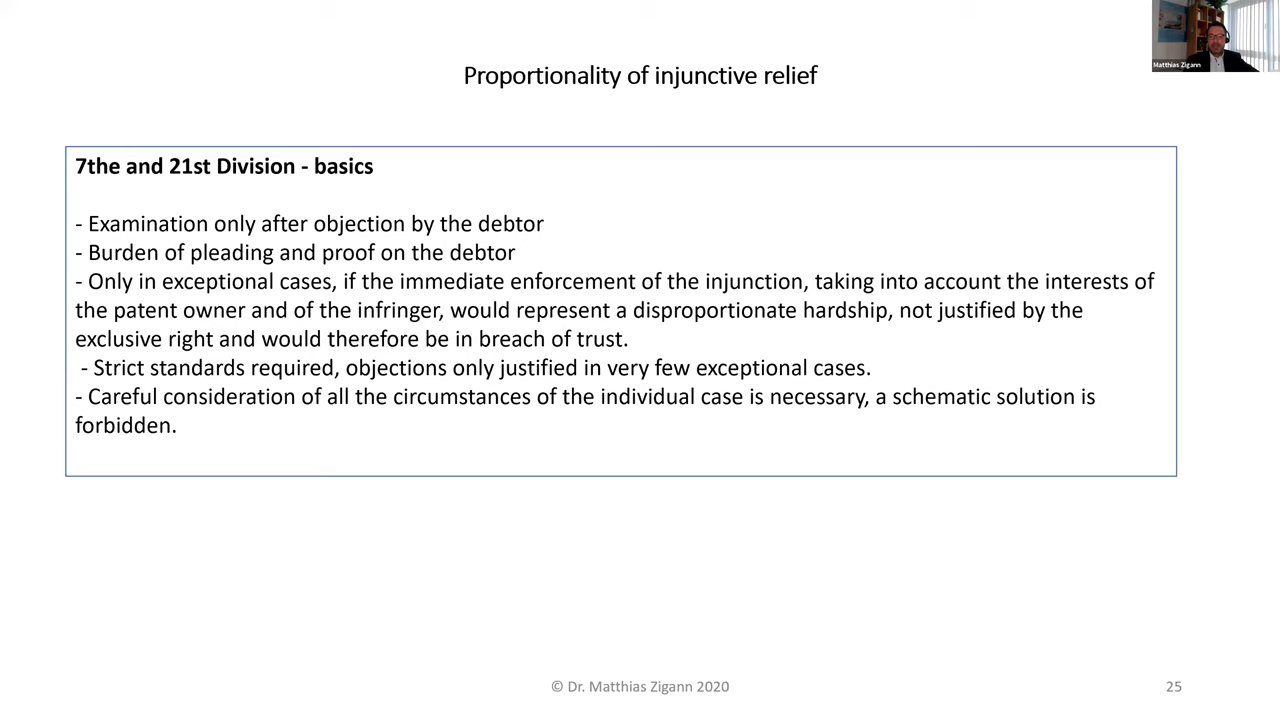 Matthias Zigann
Proportionality of injunctive relief
7the and 21st Division - basics
- Examination only after objection by the debtor
- Burden of pleading and proof on the debtor
- Only in exceptional cases, if the immediate enforcement of the injunction, taking into account the interests of
the patent owner and of the infringer, would represent a disproportionate hardship, not justified by the
exclusive right and would therefore be in breach of trust.
- Strict standards required, objections only justified in very few exceptional cases.
- Careful consideration of all the circumstances of the individual case is necessary, a schematic solution is
forbidden.
© Dr. Matthias Zigann 2020
25